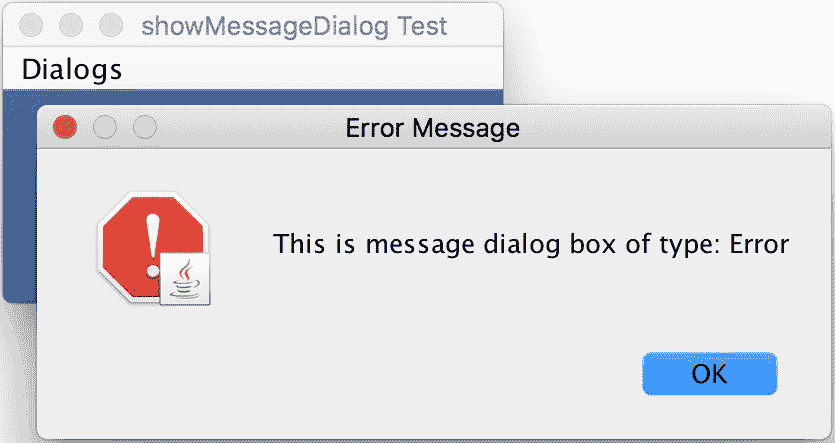 showMessageDialog Test
Dialogs
Error Message
This is message dialog box of type: Error
OK